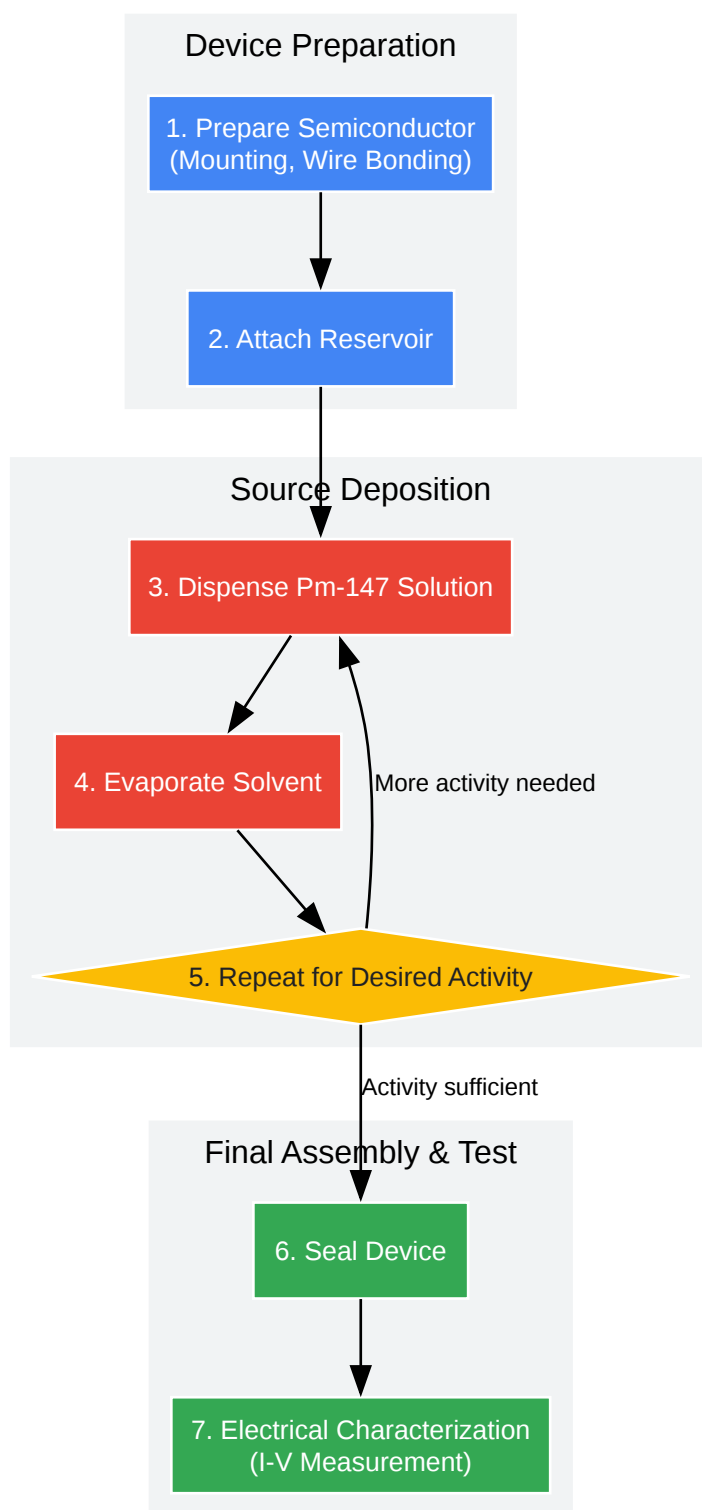 Device Preparation
1. Prepare Semiconductor
(Mounting, Wire Bonding)
2. Attach Reservoir
Source Deposition
3. Dispense Pm-147 Solution
4. Evaporate Solvent
More activity needed
5. Repeat for Desired Activity
Activity sufficient
Final Assembly & Test
6. Seal Device
7. Electrical Characterization
(I-V Measurement)